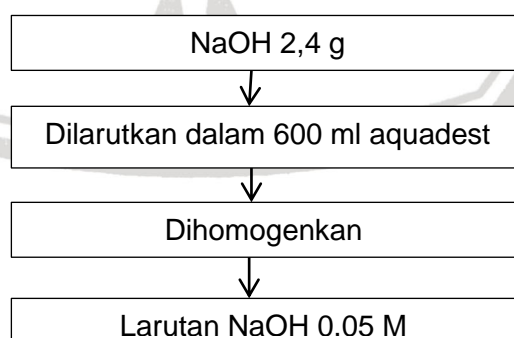 NaOH 2,4 g
Dilarutkan dalam 600 ml aquadest
Dihomogenkan
Larutan NaOH 0.05 M